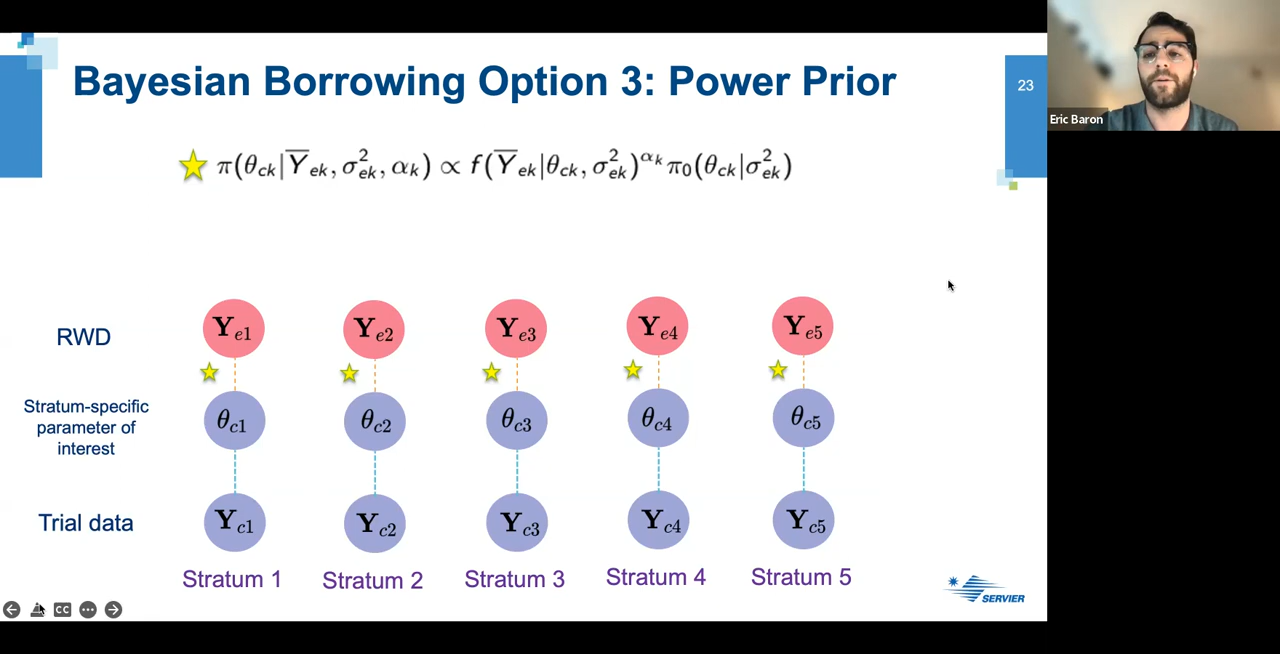 Bayesian Borrowing Option 3: Power Prior
23
Eric Baron
π(θck|Y̅ek, σ²ek, αk) ∝ f(Y̅ek|θck, σ²ek)^αk π0(θck|σ²ek)
RWD
Ye1 Ye2 Ye3 Ye4 Ye5
Stratum-specific
parameter of
interest
θc1 θc2 θc3 θc4 θc5
Trial data
Yc1 Yc2 Yc3 Yc4 Yc5
Stratum 1 Stratum 2 Stratum 3 Stratum 4 Stratum 5
SERVIER
CC